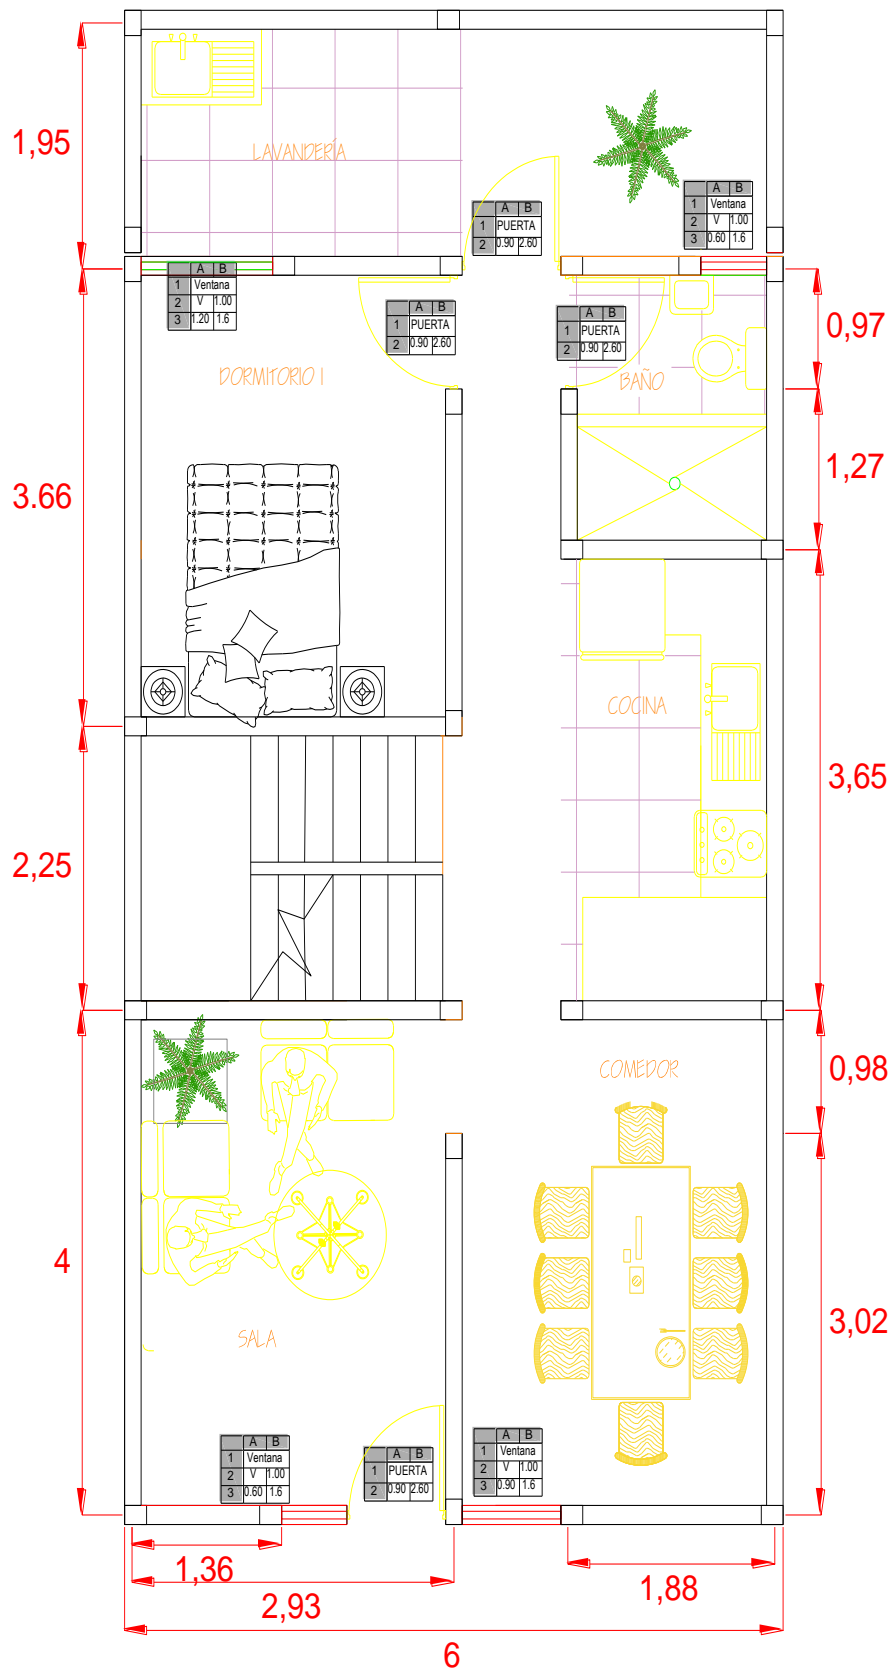 1,95
LAVANDERÍA
A B
1 PUERTA
2 0.90 2.60
A B
1 Ventana
2 V 1.00
3 0.60 1.6
A B
1 Ventana
2 V 1.00
3 1.20 1.6
A B
1 PUERTA
2 0.90 2.60
A B
1 PUERTA
2 0.90 2.60
0,97
DORMITORIO I
BAÑO
1,27
3.66
COCINA
3,65
2,25
COMEDOR
0,98
4
SALA
3,02
A B
1 Ventana
2 V 1.00
3 0.60 1.6
A B
1 PUERTA
2 0.90 2.60
A B
1 Ventana
2 V 1.00
3 0.90 1.6
1,36
1,88
2,93
6